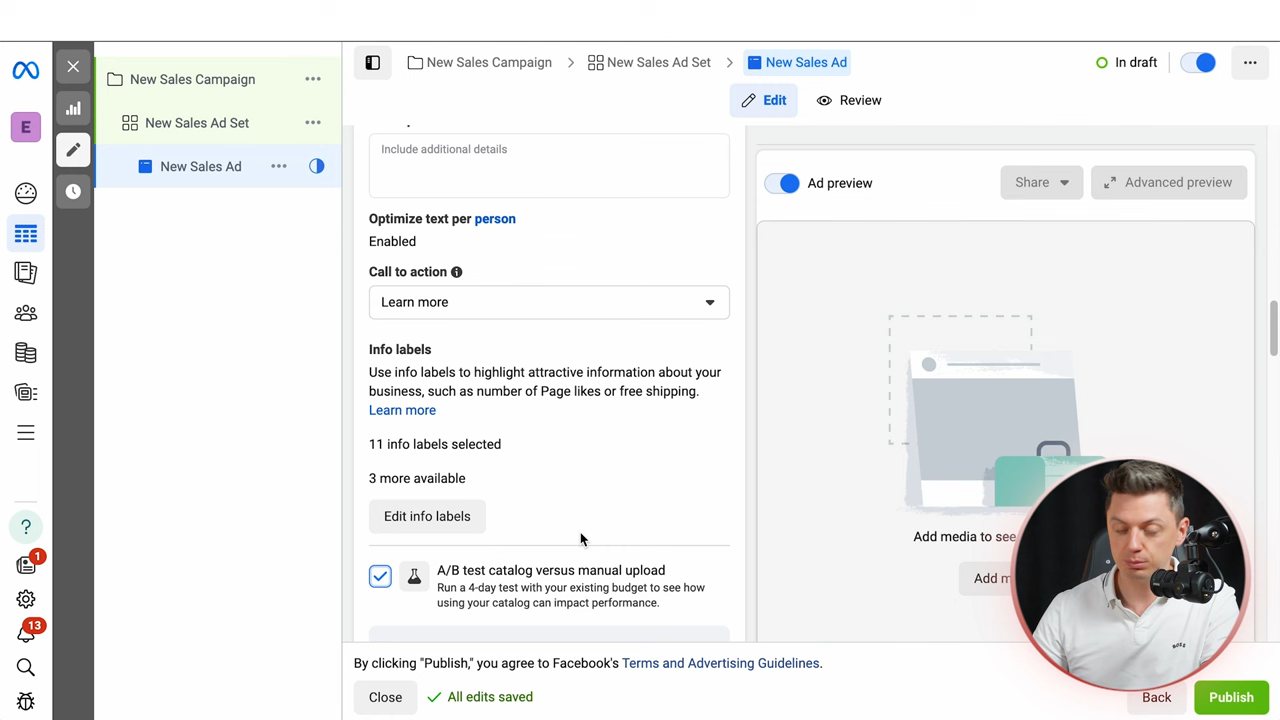 New Sales Campaign
New Sales Ad Set
New Sales Ad
In draft
Edit
Review
E
New Sales Campaign
New Sales Ad Set
New Sales Ad
Include additional details
Optimize text per person
Enabled
Call to action
Learn more
Info labels
Use info labels to highlight attractive information about your
business, such as number of Page likes or free shipping.
Learn more
11 info labels selected
3 more available
Edit info labels
A/B test catalog versus manual upload
Run a 4-day test with your existing budget to see how
using your catalog can impact performance.
Ad preview
Share
Advanced preview
Add media to see
Add
BOSS
?
1
13
By clicking "Publish," you agree to Facebook's Terms and Advertising Guidelines.
Close
All edits saved
Back
Publish